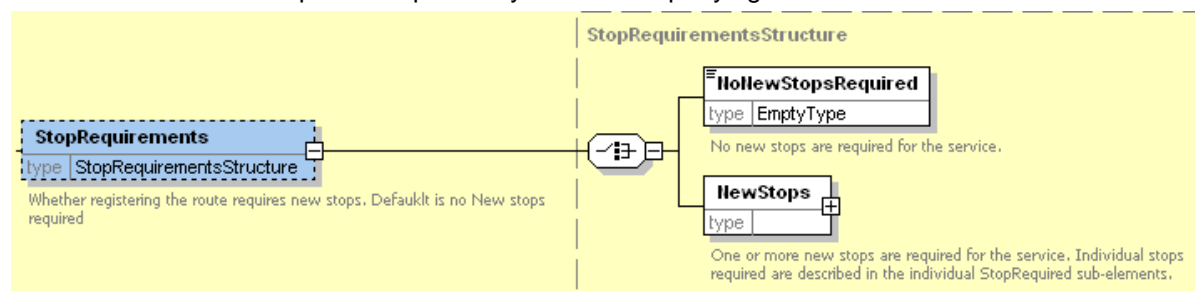 StopRequirementsStructure
NoNewStopsRequired
type EmptyType
No new stops are required for the service.
StopRequirements
type StopRequirementsStructure
Whether registering the route requires new stops. Defauklt is no New stops
required
NewStops
type
One or more new stops are required for the service. Individual stops
required are described in the individual StopRequired sub-elements.